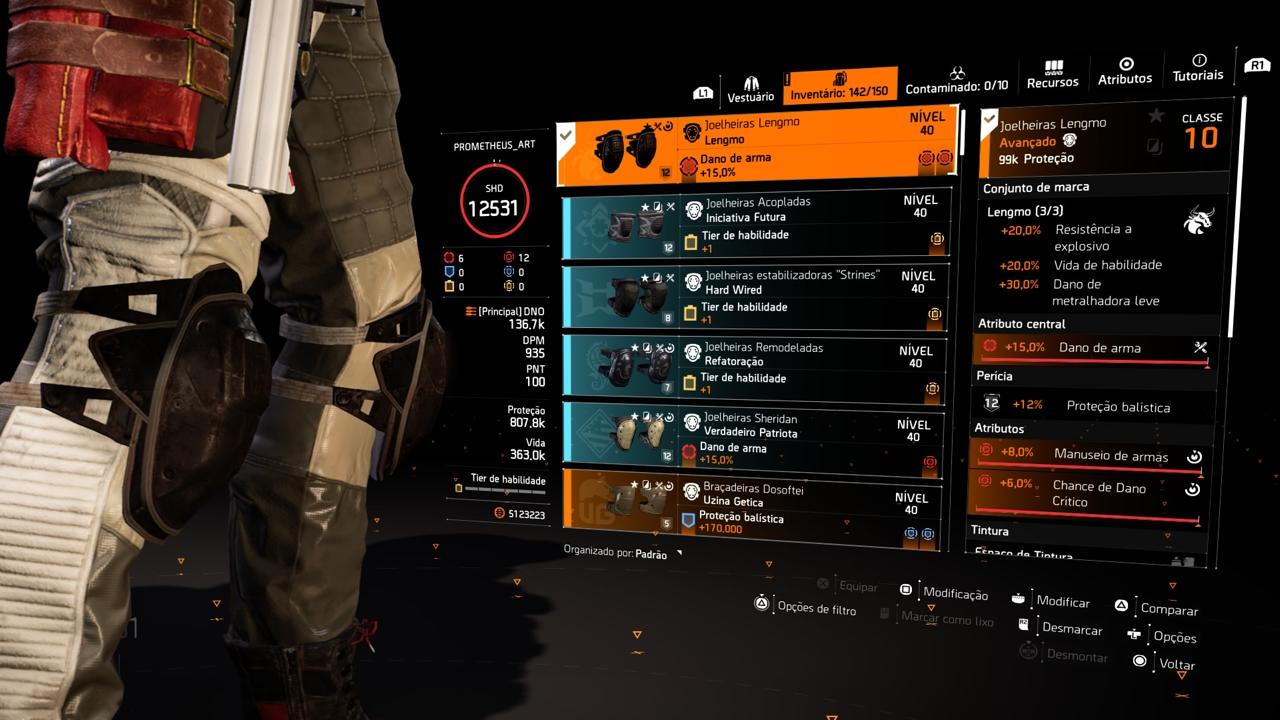 L1
Vestuário
Inventário: 142/150
Contaminado: 0/10
Recursos
Atributos
Tutoriais
R1
PROMETHEUS_ART
SHD
12531
6
12
0
0
0
0
[Principal] DNO
136,7k
DPM
935
PNT
100
Proteção
807,8k
Vida
363,0k
Tier de habilidade
5123223
Joelheiras Lengmo
Lengmo
NÍVEL
40
Dano de arma
+15,0%
12
Joelheiras Acopladas
Iniciativa Futura
NÍVEL
40
Tier de habilidade
+1
12
Joelheiras estabilizadoras "Strines"
Hard Wired
NÍVEL
40
Tier de habilidade
+1
8
Joelheiras Remodeladas
Refatoração
NÍVEL
40
Tier de habilidade
+1
7
Joelheiras Sheridan
Verdadeiro Patriota
NÍVEL
40
Dano de arma
+15,0%
12
Braçadeiras Dosoftei
Uzina Getica
NÍVEL
40
Proteção balística
+170.000
UG
5
Organizado por: Padrão
Joelheiras Lengmo
Avançado
99k Proteção
CLASSE
10
Conjunto de marca
Lengmo (3/3)
+20,0% Resistência a
explosivo
+20,0% Vida de habilidade
+30,0% Dano de
metralhadora leve
Atributo central
+15,0% Dano de arma
Perícia
12 +12% Proteção balística
Atributos
+8,0% Manuseio de armas
+6,0% Chance de Dano
Crítico
Tintura
Espaço de Tintura
Equipar
Modificação
Modificar
Comparar
Opções de filtro
Marcar como lixo
Desmarcar
Opções
Desmontar
Voltar